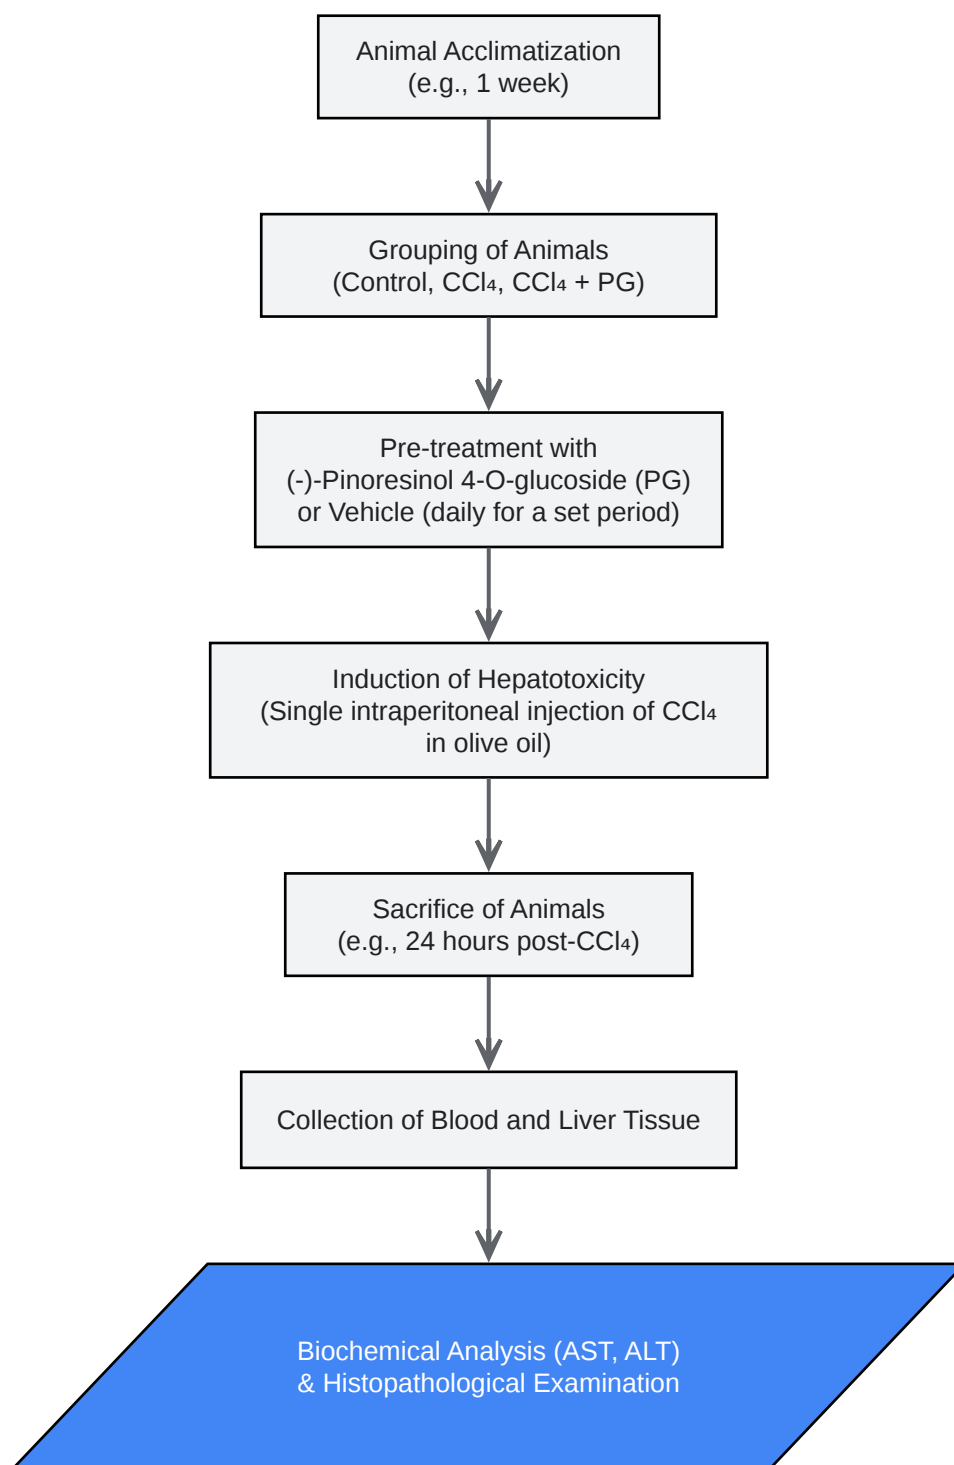 Animal Acclimatization
(e.g., 1 week)
Grouping of Animals
(Control, CCl₄, CCl₄ + PG)
Pre-treatment with
(-)-Pinoresinol 4-O-glucoside (PG)
or Vehicle (daily for a set period)
Induction of Hepatotoxicity
(Single intraperitoneal injection of CCl₄
in olive oil)
Sacrifice of Animals
(e.g., 24 hours post-CCl₄)
Collection of Blood and Liver Tissue
Biochemical Analysis (AST, ALT)
& Histopathological Examination